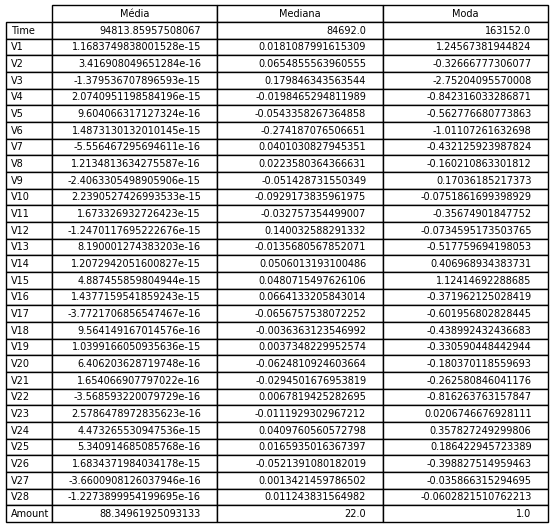 Média Mediana Moda
Time 94813.85957508067 84692.0 163152.0
V1 1.1683749838001528e-15 0.0181087991615309 1.24567381944824
V2 3.416908049651284e-16 0.0654855563960555 -0.32666777306077
V3 -1.379536707896593e-15 0.179846343563544 -2.75204095570008
V4 2.0740951198584196e-15 -0.0198465294811989 -0.842316033286871
V5 9.604066317127324e-16 -0.0543358267364858 -0.562776680773863
V6 1.4873130132010145e-15 -0.274187076506651 -1.01107261632698
V7 -5.556467295694611e-16 0.0401030827945351 -0.432125923987824
V8 1.2134813634275587e-16 0.0223580364366631 -0.160210863301812
V9 -2.4063305498905906e-15 -0.051428731550349 0.17036185217373
V10 2.2390527426993533e-15 -0.0929173835961975 -0.0751861699398929
V11 1.673326932726423e-15 -0.032757354499007 -0.35674901847752
V12 -1.2470117695222676e-15 0.140032588291332 -0.0734595173503765
V13 8.190001274383203e-16 -0.0135680567852071 -0.517759694198053
V14 1.2072942051600827e-15 0.0506013193100486 0.406968934383731
V15 4.887455859804944e-15 0.0480715497626106 1.12414692288685
V16 1.4377159541859243e-15 0.0664133205843014 -0.371962125028419
V17 -3.7721706856547467e-16 -0.0656757538072252 -0.601956802828445
V18 9.564149167014576e-16 -0.0036363123546992 -0.438992432436683
V19 1.0399166050935636e-15 0.0037348229952574 -0.330590448442944
V20 6.406203628719748e-16 -0.0624810924603664 -0.180370118559693
V21 1.654066907797022e-16 -0.0294501676953819 -0.262580846041176
V22 -3.568593220079729e-16 0.0067819425282695 -0.816263763157847
V23 2.5786478972835623e-16 -0.0111929302967212 0.0206746676928111
V24 4.473265530947536e-15 0.0409760560572798 0.357827249299806
V25 5.340914685085768e-16 0.0165935016367397 0.186422945723389
V26 1.6834371984034178e-15 -0.0521391080182019 -0.398827514959463
V27 -3.6600908126037946e-16 0.0013421459786502 -0.035866315294695
V28 -1.2273899954199695e-16 0.011243831564982 -0.0602821510762213
Amount 88.34961925093133 22.0 1.0